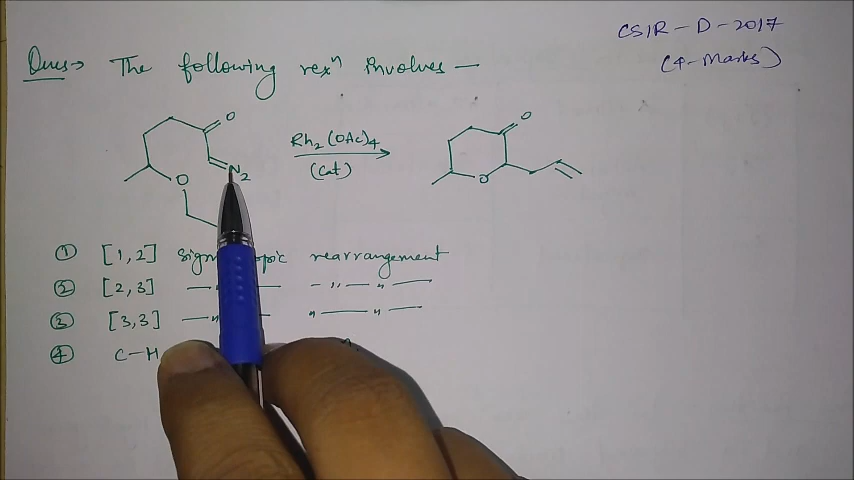 CSIR - D - 2017
(4-Marks)
Ques → The following rexⁿ involves —
O
N2
O
Rh2(OAc)4
(Cat)
O
O
① [1,2] rearrangement
② [2,3] — " — — " — " —
③ [3,3] — " — " — " —
④ C-H